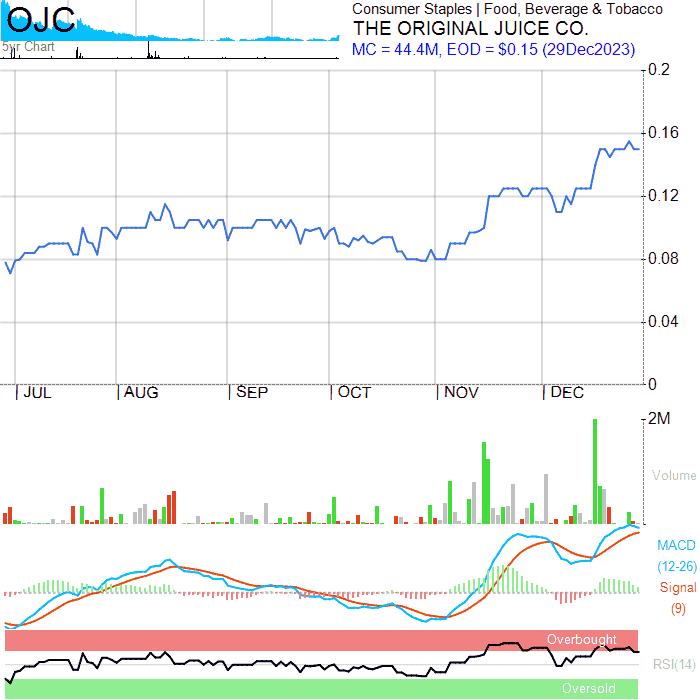 OJC
5yr Chart
Consumer Staples | Food, Beverage & Tobacco
THE ORIGINAL JUICE CO.
MC = 44.4M, EOD = $0.15 (29Dec2023)
0.2
0.16
0.12
0.08
0.04
0
| JUL | AUG | SEP | OCT | NOV | DEC
2M
Volume
MACD
(12-26)
Signal
(9)
Overbought
RSI(14)
Oversold